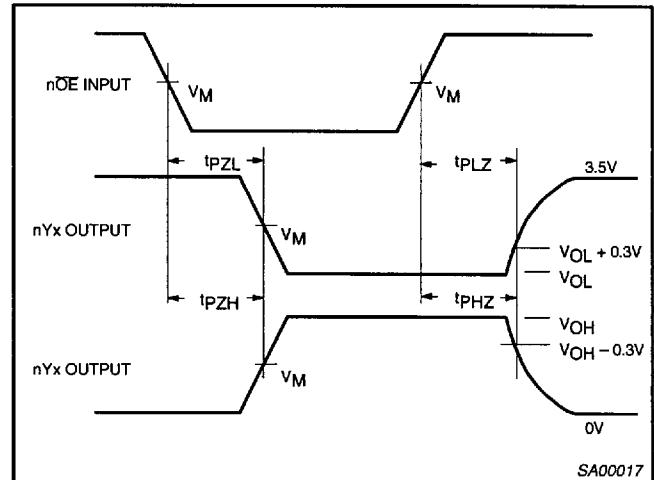 nOE INPUT
VM
VM
tPZL
tPLZ
3.5V
nYx OUTPUT
VM
VOL + 0.3V
VOL
tPZH
tPHZ
VOH
VOH – 0.3V
nYx OUTPUT
VM
0V
SA00017